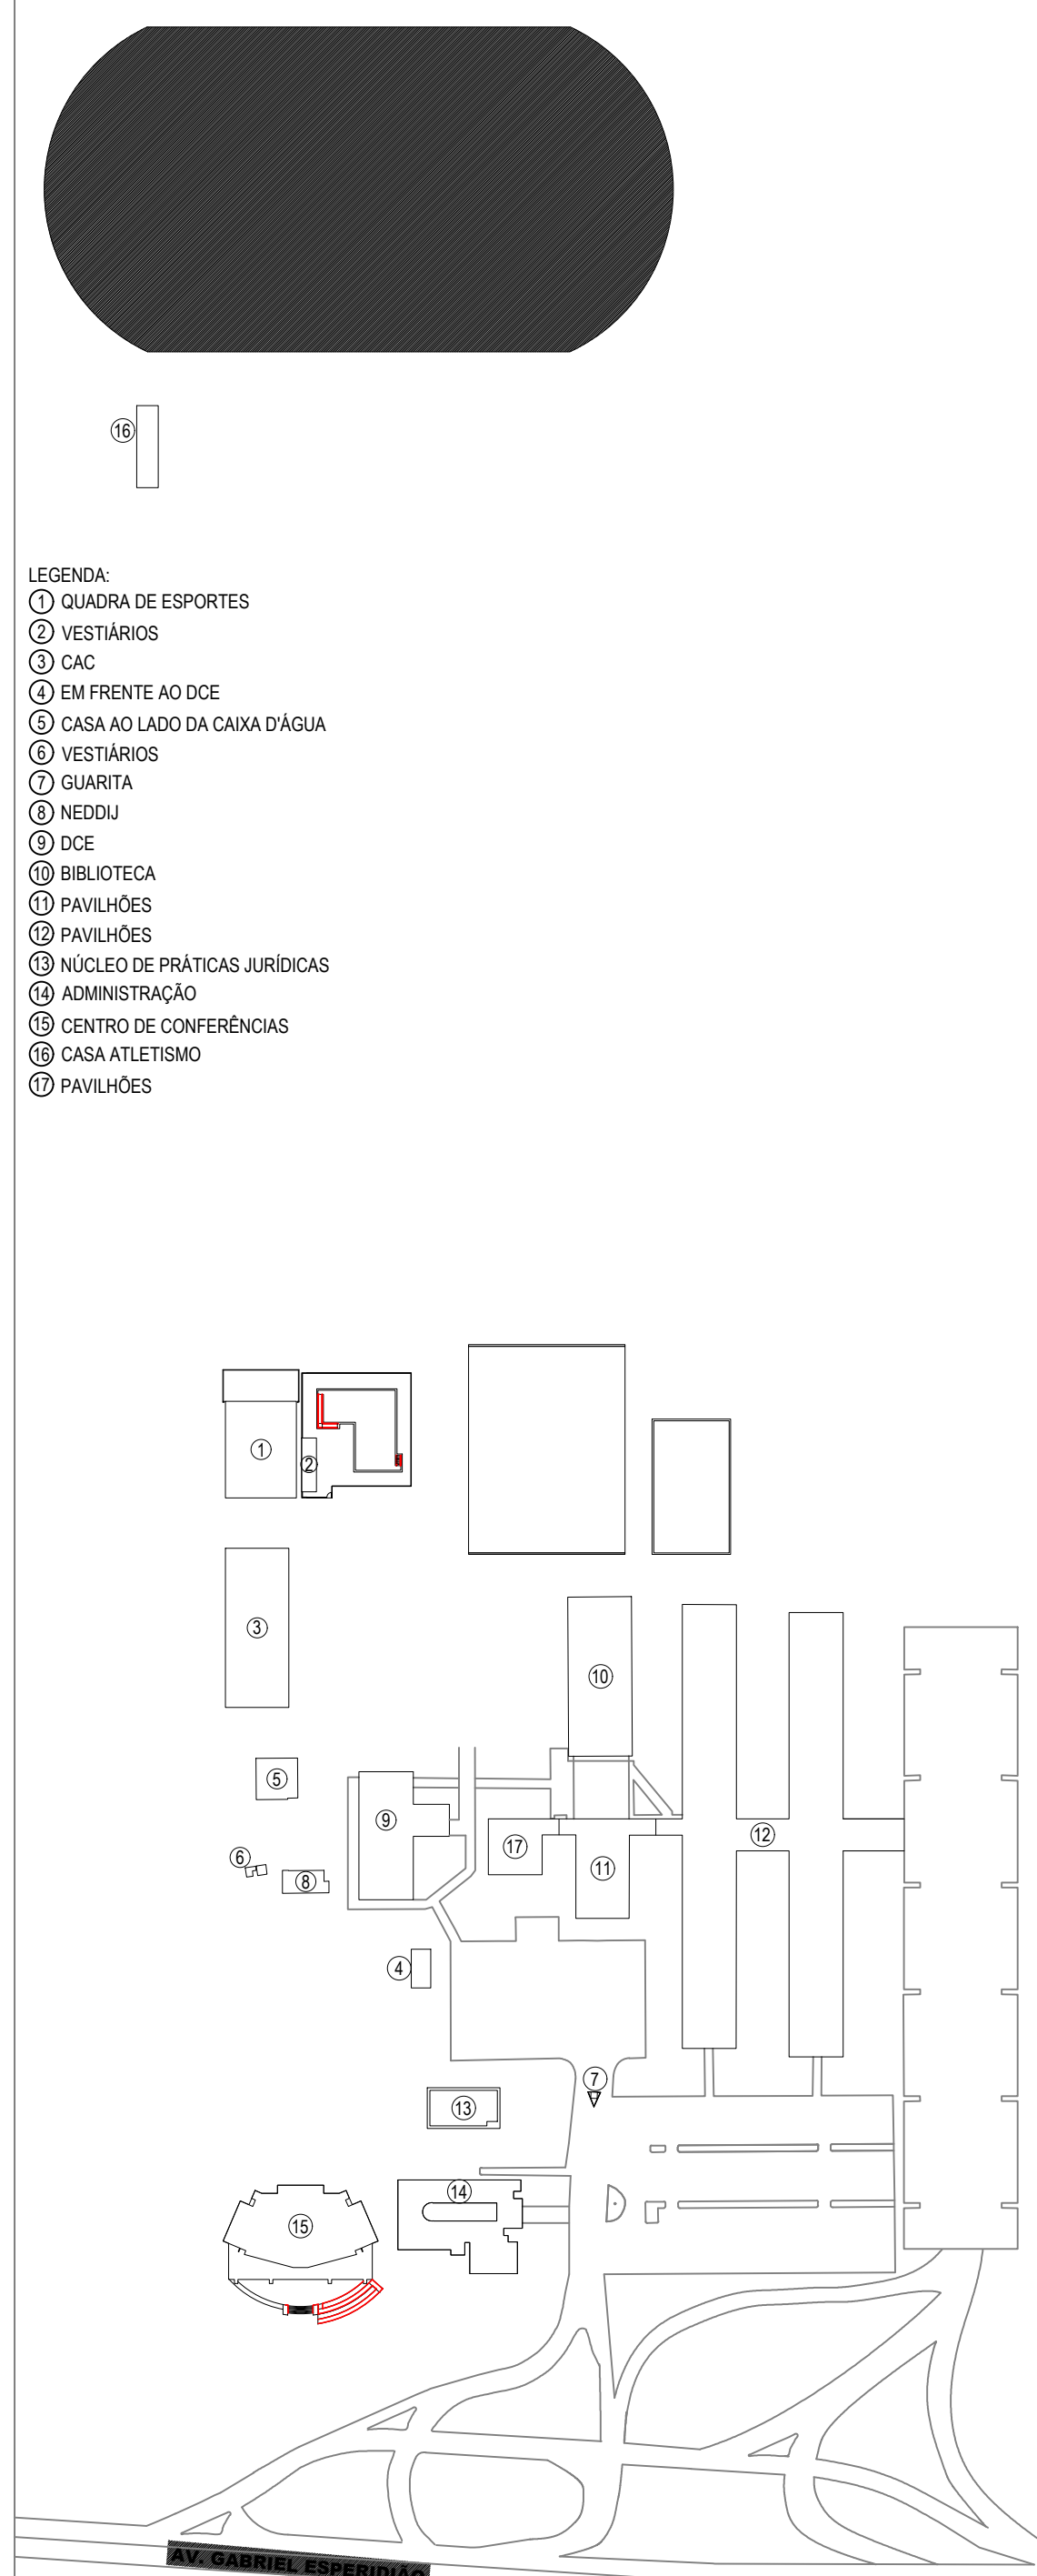 16
LEGENDA:
1 QUADRA DE ESPORTES
2 VESTIÁRIOS
3 CAC
4 EM FRENTE AO DCE
5 CASA AO LADO DA CAIXA D'ÁGUA
6 VESTIÁRIOS
7 GUARITA
8 NEDDIJ
9 DCE
10 BIBLIOTECA
11 PAVILHÕES
12 PAVILHÕES
13 NÚCLEO DE PRÁTICAS JURÍDICAS
14 ADMINISTRAÇÃO
15 CENTRO DE CONFERÊNCIAS
16 CASA ATLETISMO
17 PAVILHÕES
1
2
3
10
5
9
12
17
6
11
8
4
7
13
14
15
AV. GABRIEL ESPERIDIÃO